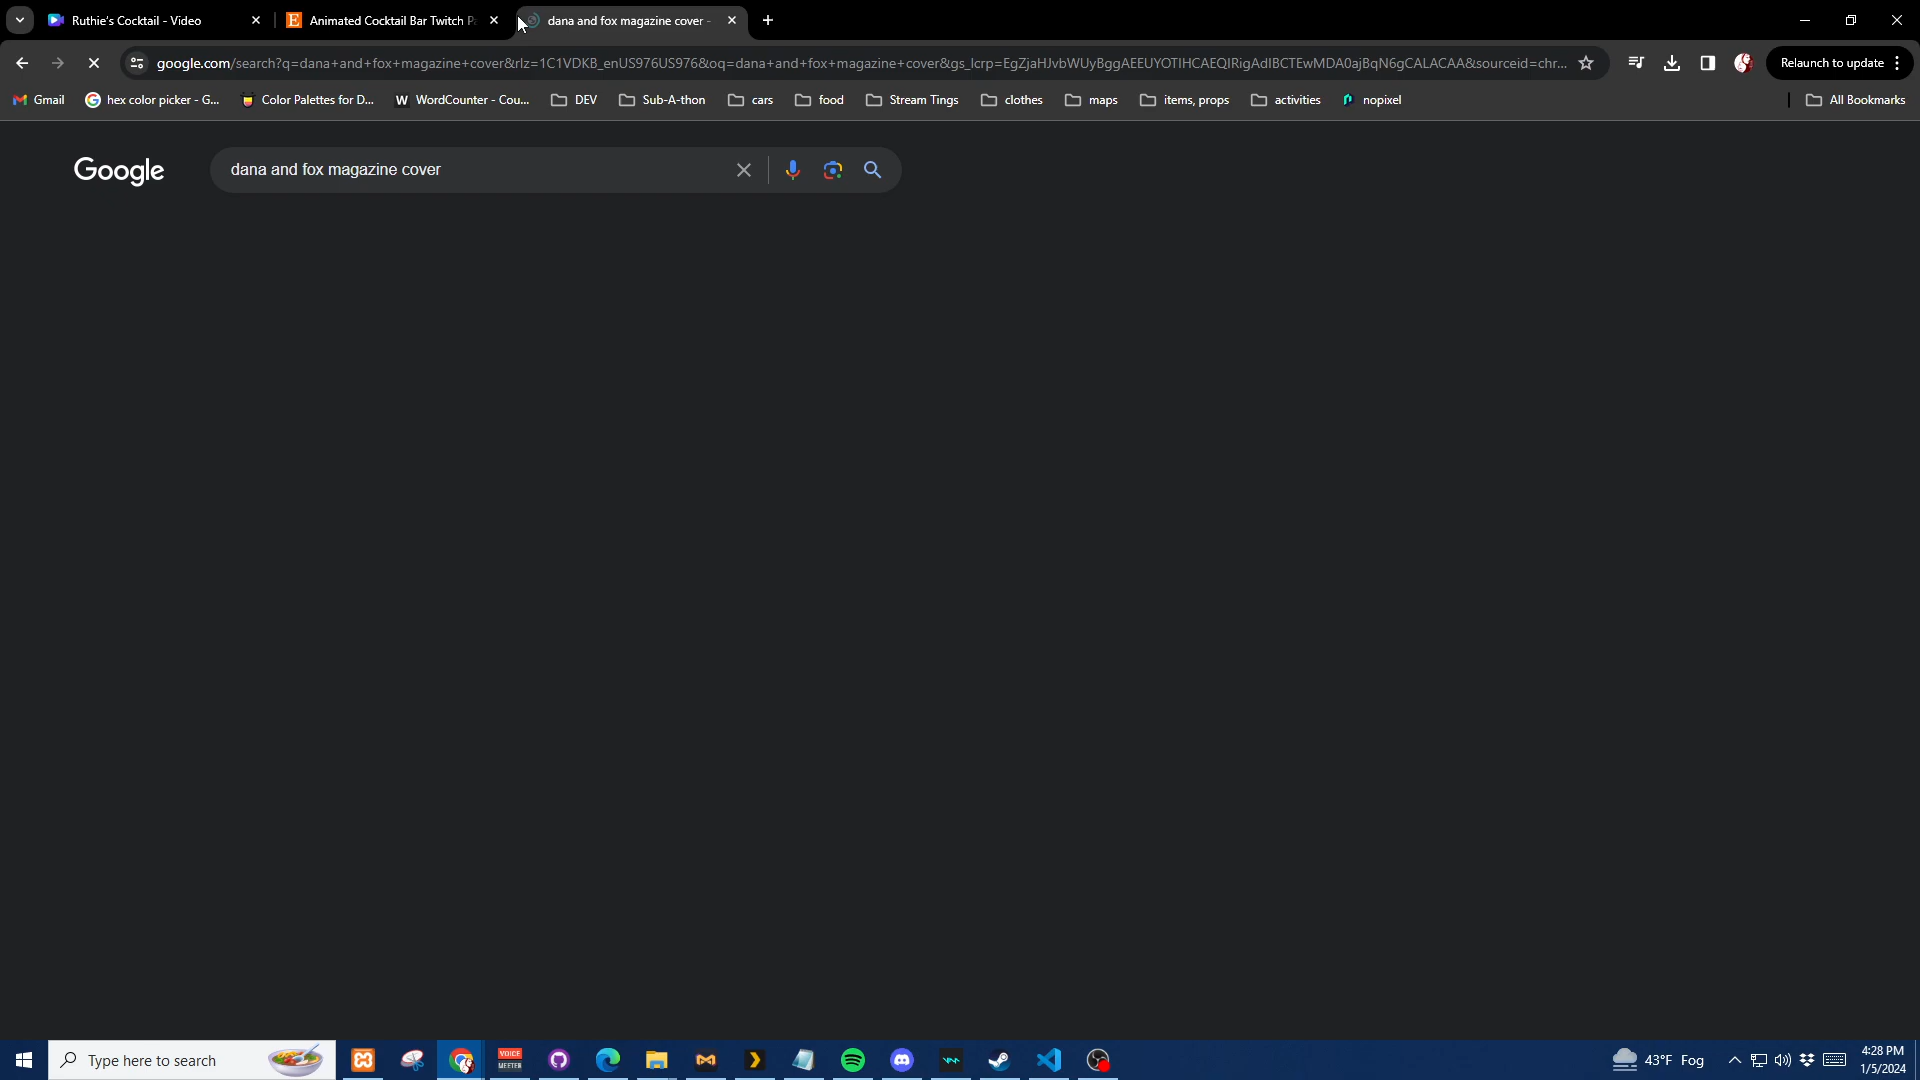 Ruthie's Cocktail - Video
Animated Cocktail Bar Twitch P
dana and fox magazine cover -
google.com/search?q=dana+and+fox+magazine+cover&rlz=1C1VDKB_enUS976US976&oq=dana+and+fox+magazine+cover&gs_lcrp=EgZjaHJvbWUyBggAEEUYOTIHCAEQIRigAdIBCTEwMDA0ajBqN6gCALACAA&sourceid=chr...
Relaunch to update
Gmail
hex color picker - G...
Color Palettes for D...
W WordCounter - Cou...
DEV
Sub-A-thon
cars
food
Stream Tings
clothes
maps
items, props
activities
nopixel
All Bookmarks
Google
dana and fox magazine cover
Type here to search
VOICE
MEETER
43°F Fog
4:28 PM
1/5/2024